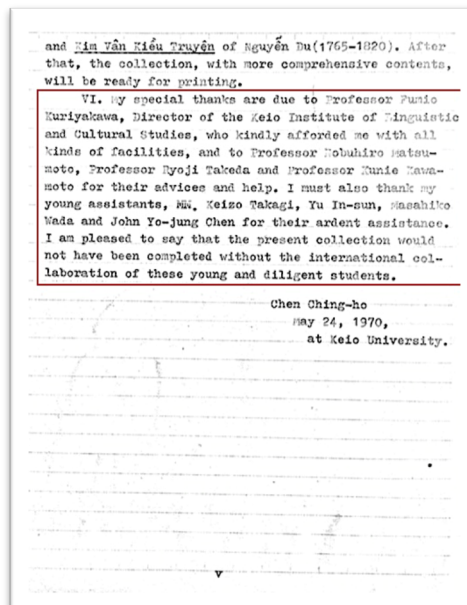 and Kim Vân Kiều Truyện of Nguyễn Du(1765-1820). After
that, the collection, with more comprehensive contents,
will be ready for printing.
VI. My special thanks are due to Professor Fumio
Kuriyakawa, Director of the Keio Institute of Linguistic
and Cultural Studies, who kindly afforded me with all
kinds of facilities, and to Professor Nobuhiro Matsu-
moto, Professor Ryoji Takeda and Professor Kunie Kawa-
moto for their advices and help. I must also thank my
young assistants, MM. Keizo Takagi, Yu In-sun, Masahiko
Wada and John Yo-jung Chen for their ardent assistance.
I am pleased to say that the present collection would
not have been completed without the international col-
laboration of these young and diligent students.
Chen Ching-ho
May 24, 1970,
at Keio University.
v